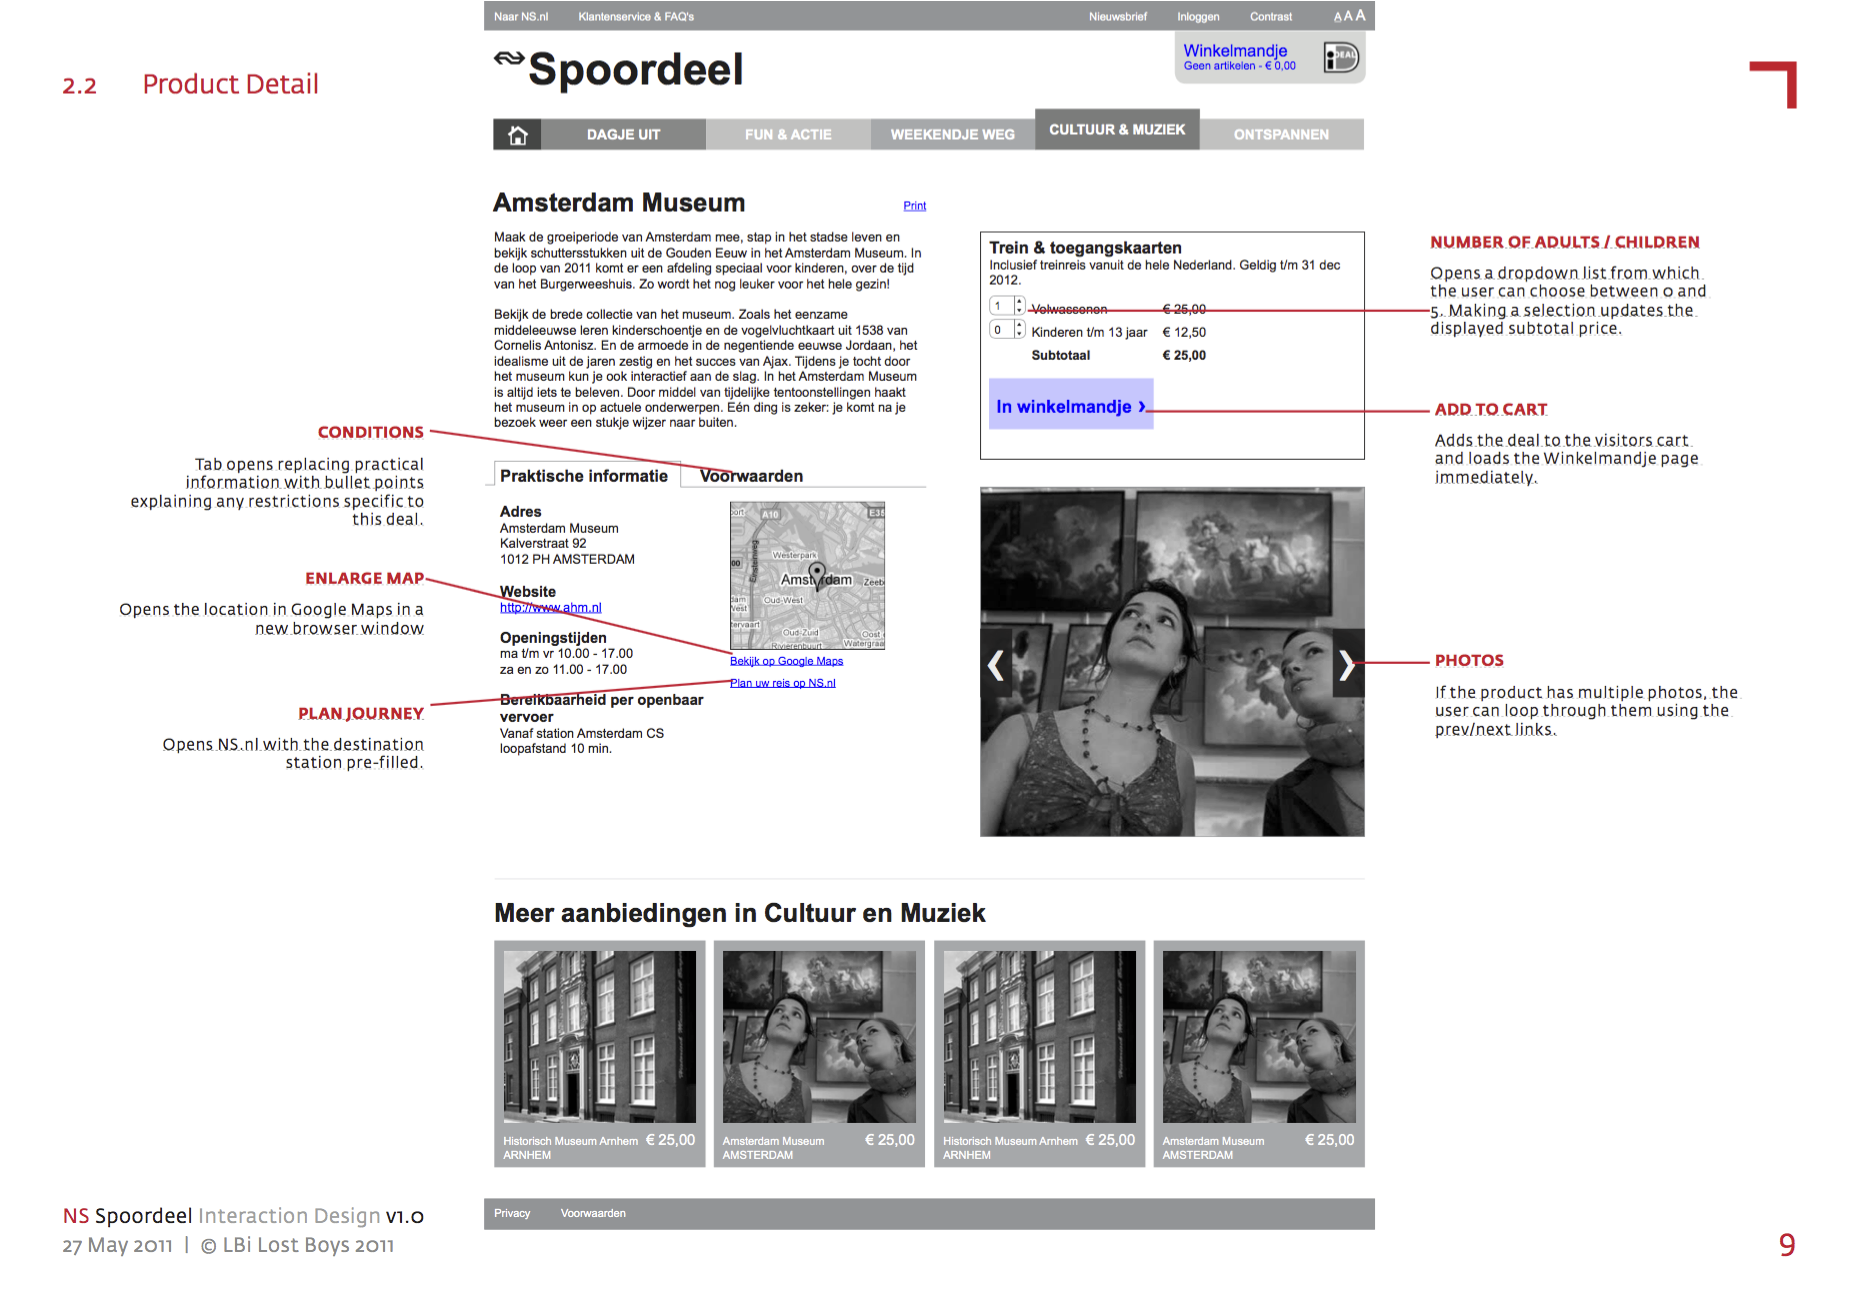 Naar NS.nl Klantenservice & FAQ's Nieuwsbrief Inloggen Contrast A A A
2.2 Product Detail
Spoordeel
Winkelmandje
Geen artikelen - € 0,00
iDEAL
DAGJE UIT FUN & ACTIE WEEKENDJE WEG CULTUUR & MUZIEK ONTSPANNEN
Amsterdam Museum
Print
Maak de groeiperiode van Amsterdam mee, stap in het stadse leven en
bekijk schuttersstukken uit de Gouden Eeuw in het Amsterdam Museum. In
de loop van 2011 komt er een afdeling speciaal voor kinderen, over de tijd
van het Burgerweeshuis. Zo wordt het nog leuker voor het hele gezin!
Bekijk de brede collectie van het museum. Zoals het eenzame
middeleeuwse leren kinderschoentje en de vogelvluchtkaart uit 1538 van
Cornelis Antonisz. En de armoede in de negentiende eeuwse Jordaan, het
idealisme uit de jaren zestig en het succes van Ajax. Tijdens je tocht door
het museum kun je ook interactief aan de slag. In het Amsterdam Museum
is altijd iets te beleven. Door middel van tijdelijke tentoonstellingen haakt
het museum in op actuele onderwerpen. Eén ding is zeker: je komt na je
bezoek weer een stukje wijzer naar buiten.
Trein & toegangskaarten
Inclusief treinreis vanuit de hele Nederland. Geldig t/m 31 dec
2012.
1 Volwassenen € 25,00
0 Kinderen t/m 13 jaar € 12,50
Subtotaal € 25,00
In winkelmandje ›
NUMBER OF ADULTS / CHILDREN
Opens a dropdown list from which
the user can choose between 0 and
5. Making a selection updates the
displayed subtotal price.
ADD TO CART
Adds the deal to the visitors cart
and loads the Winkelmandje page
immediately.
CONDITIONS
Tab opens replacing practical
information with bullet points
explaining any restrictions specific to
this deal.
ENLARGE MAP
Opens the location in Google Maps in a
new browser window
PLAN JOURNEY
Opens NS.nl with the destination
station pre-filled.
Praktische informatie Voorwaarden
Adres
Amsterdam Museum
Kalverstraat 92
1012 PH AMSTERDAM
Website
http://www.ahm.nl
Openingstijden
ma t/m vr 10.00 - 17.00
za en zo 11.00 - 17.00
Bereikbaarheid per openbaar
vervoer
Vanaf station Amsterdam CS
loopafstand 10 min.
oort A10 E35
Einsteinweg
Westerpark
00
Amsterdam Zeeb
dam Oud-West
West
tervaart
Oud-Zuid Oost
Rivierenbuurt Watergraa
Bekijk op Google Maps
Plan uw reis op NS.nl
PHOTOS
If the product has multiple photos, the
user can loop through them using the
prev/next links.
Meer aanbiedingen in Cultuur en Muziek
Historisch Museum Arnhem € 25,00
ARNHEM
Amsterdam Museum € 25,00
AMSTERDAM
Historisch Museum Arnhem € 25,00
ARNHEM
Amsterdam Museum € 25,00
AMSTERDAM
Privacy Voorwaarden
NS Spoordeel Interaction Design v1.0
27 May 2011 | © LBi Lost Boys 2011
9